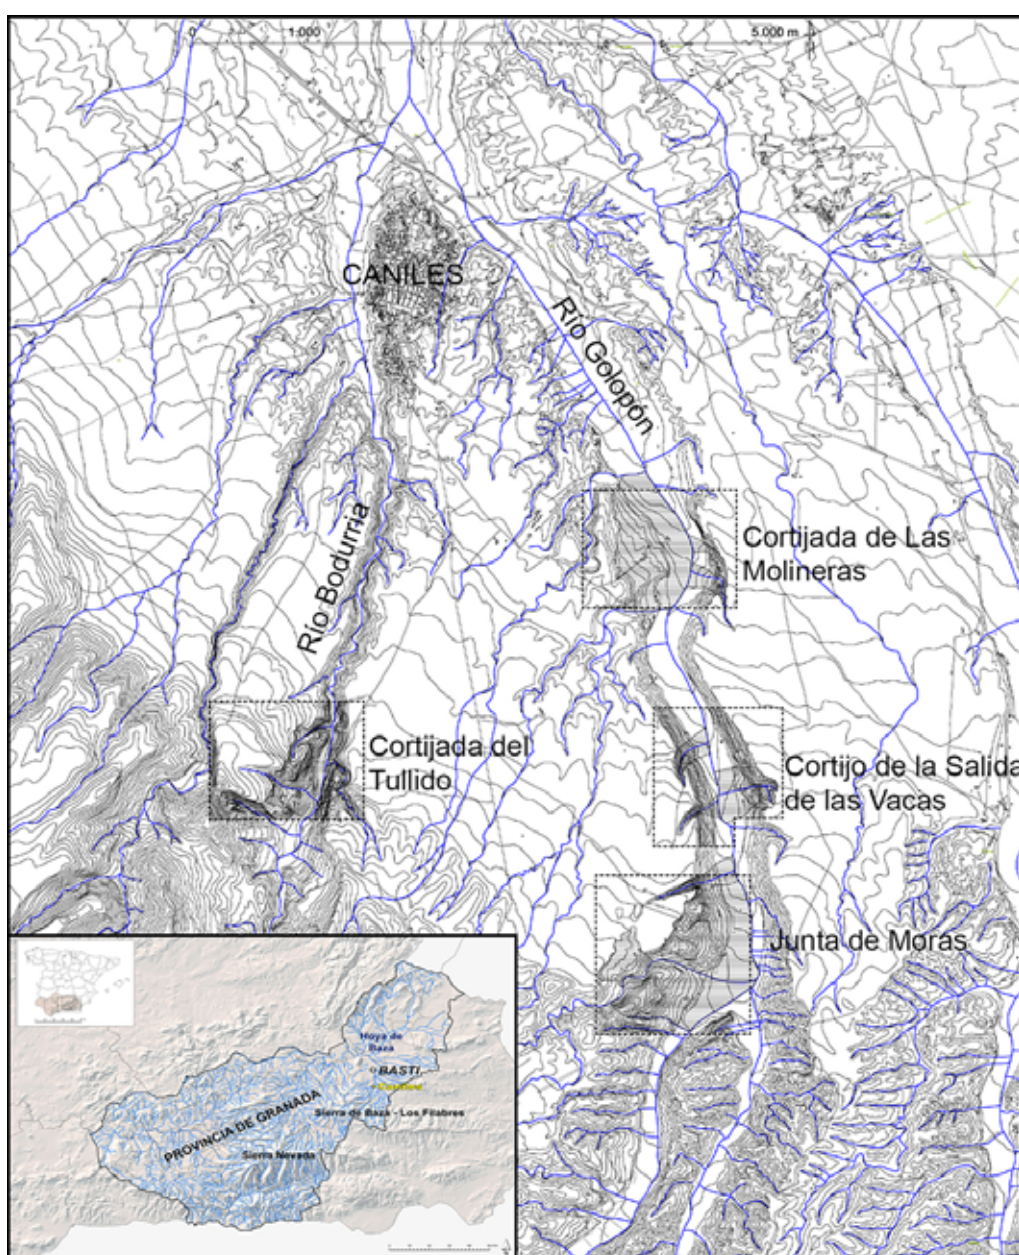 0
1.000
5.000 m
CANILES
Río Golopón
Río Bodurria
Cortijada de Las
Molineras
Cortijada del
Tullido
Cortijo de la Salida
de las Vacas
Junta de Moras
Hoya de
Baza
BASTI
PROVINCIA DE GRANADA
Sierra de Baza - Los Filabres
Sierra Nevada